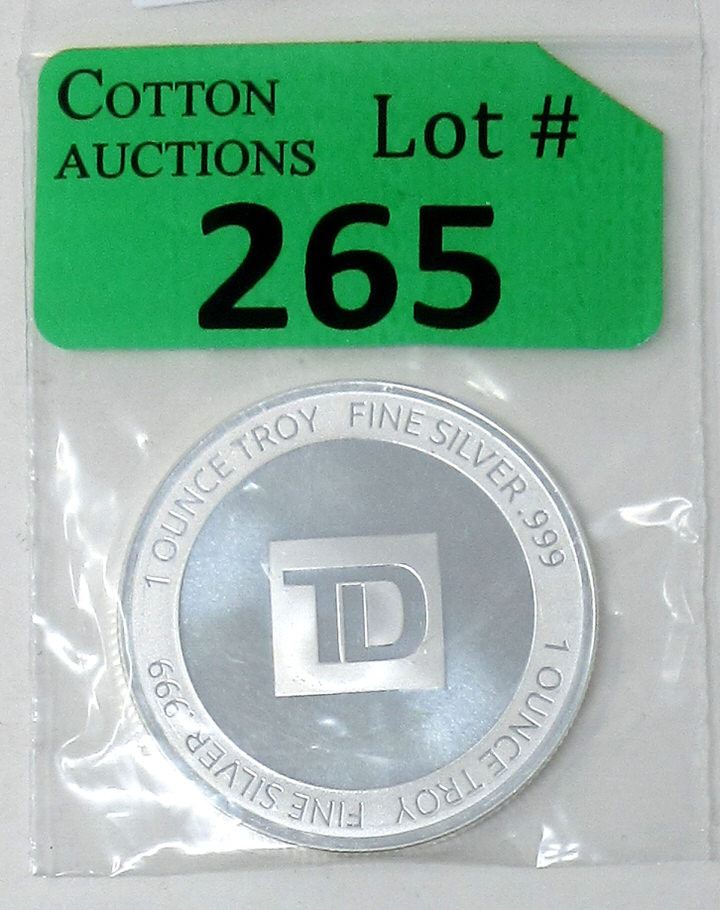 COTTON
AUCTIONS
Lot #
265
1 OUNCE TROY FINE SILVER .999
1 OUNCE TROY FINE SILVER .999
TD